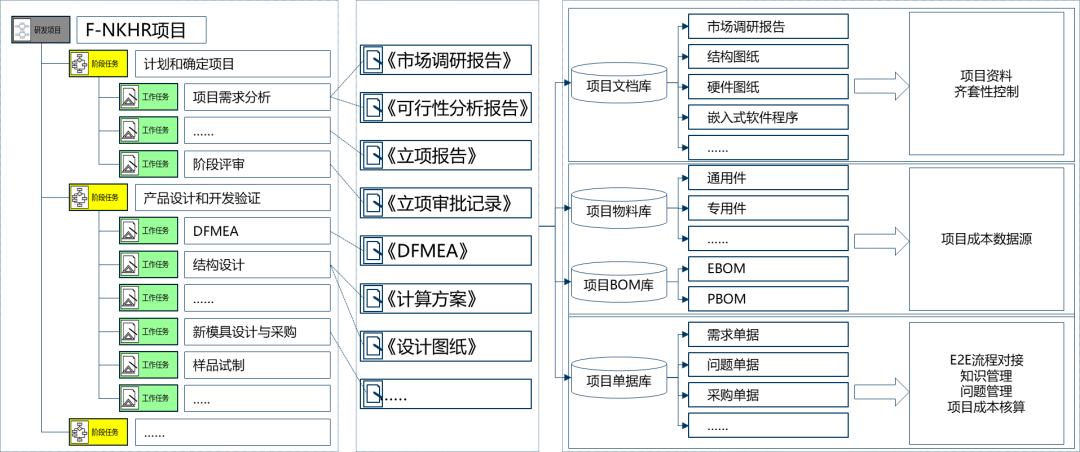 研发项目
F-NKHR项目
阶段任务
计划和确定项目
工作任务
项目需求分析
工作任务
......
工作任务
阶段评审
阶段任务
产品设计和开发验证
工作任务
DFMEA
工作任务
结构设计
工作任务
......
工作任务
新模具设计与采购
工作任务
样品试制
工作任务
.....
阶段任务
......
《市场调研报告》
《可行性分析报告》
《立项报告》
《立项审批记录》
《DFMEA》
《计算方案》
《设计图纸》
......
项目文档库
市场调研报告
结构图纸
硬件图纸
嵌入式软件程序
......
项目资料
齐套性控制
项目物料库
通用件
专用件
......
项目BOM库
EBOM
PBOM
项目成本数据源
项目单据库
需求单据
问题单据
采购单据
......
E2E流程对接
知识管理
问题管理
项目成本核算